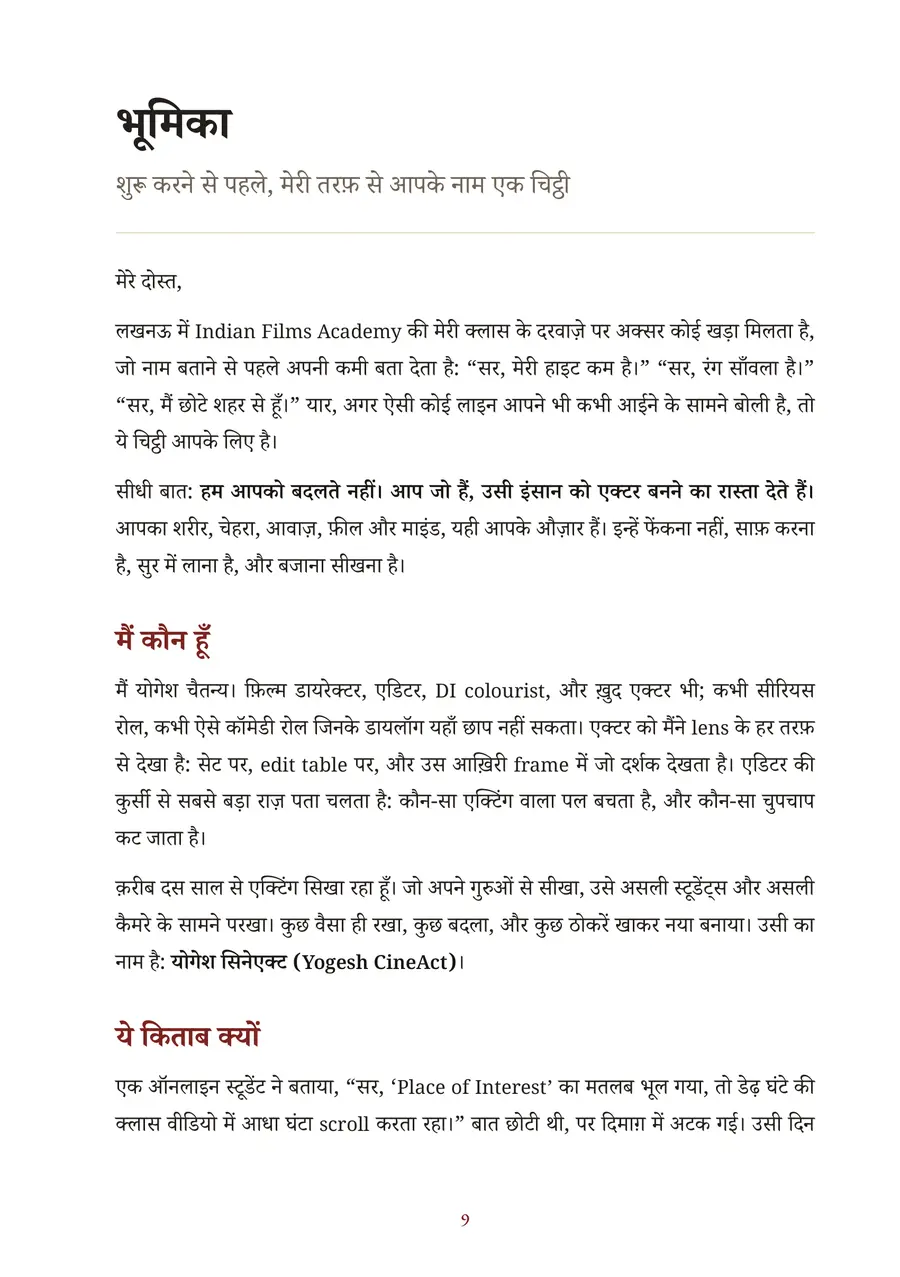 भूमिका
शुरू करने से पहले, मेरी तरफ़ से आपके नाम एक चिट्ठी
मेरे दोस्त,
लखनऊ में Indian Films Academy की मेरी क्लास के दरवाज़े पर अक्सर कोई खड़ा मिलता है,
जो नाम बताने से पहले अपनी कमी बता देता है: “सर, मेरी हाइट कम है।” “सर, रंग साँवला है।”
“सर, मैं छोटे शहर से हूँ।” यार, अगर ऐसी कोई लाइन आपने भी कभी आईने के सामने बोली है, तो
ये चिट्ठी आपके लिए है।
सीधी बात: हम आपको बदलते नहीं। आप जो हैं, उसी इंसान को एक्टर बनने का रास्ता देते हैं।
आपका शरीर, चेहरा, आवाज़, फ़ील और माइंड, यही आपके औज़ार हैं। इन्हें फेंकना नहीं, साफ़ करना
है, सुर में लाना है, और बजाना सीखना है।
मैं कौन हूँ
मैं योगेश चैतन्य। फ़िल्म डायरेक्टर, एडिटर, DI colourist, और ख़ुद एक्टर भी; कभी सीरियस
रोल, कभी ऐसे कॉमेडी रोल जिनके डायलॉग यहाँ छाप नहीं सकता। एक्टर को मैंने lens के हर तरफ़
से देखा है: सेट पर, edit table पर, और उस आख़िरी frame में जो दर्शक देखता है। एडिटर की
कुर्सी से सबसे बड़ा राज़ पता चलता है: कौन-सा एक्टिंग वाला पल बचता है, और कौन-सा चुपचाप
कट जाता है।
क़रीब दस साल से एक्टिंग सिखा रहा हूँ। जो अपने गुरुओं से सीखा, उसे असली स्टूडेंट्स और असली
कैमरे के सामने परखा। कुछ वैसा ही रखा, कुछ बदला, और कुछ ठोकरें खाकर नया बनाया। उसी का
नाम है: योगेश सिनेएक्ट (Yogesh CineAct)।
ये किताब क्यों
एक ऑनलाइन स्टूडेंट ने बताया, “सर, ‘Place of Interest’ का मतलब भूल गया, तो डेढ़ घंटे की
क्लास वीडियो में आधा घंटा scroll करता रहा।” बात छोटी थी, पर दिमाग़ में अटक गई। उसी दिन
9